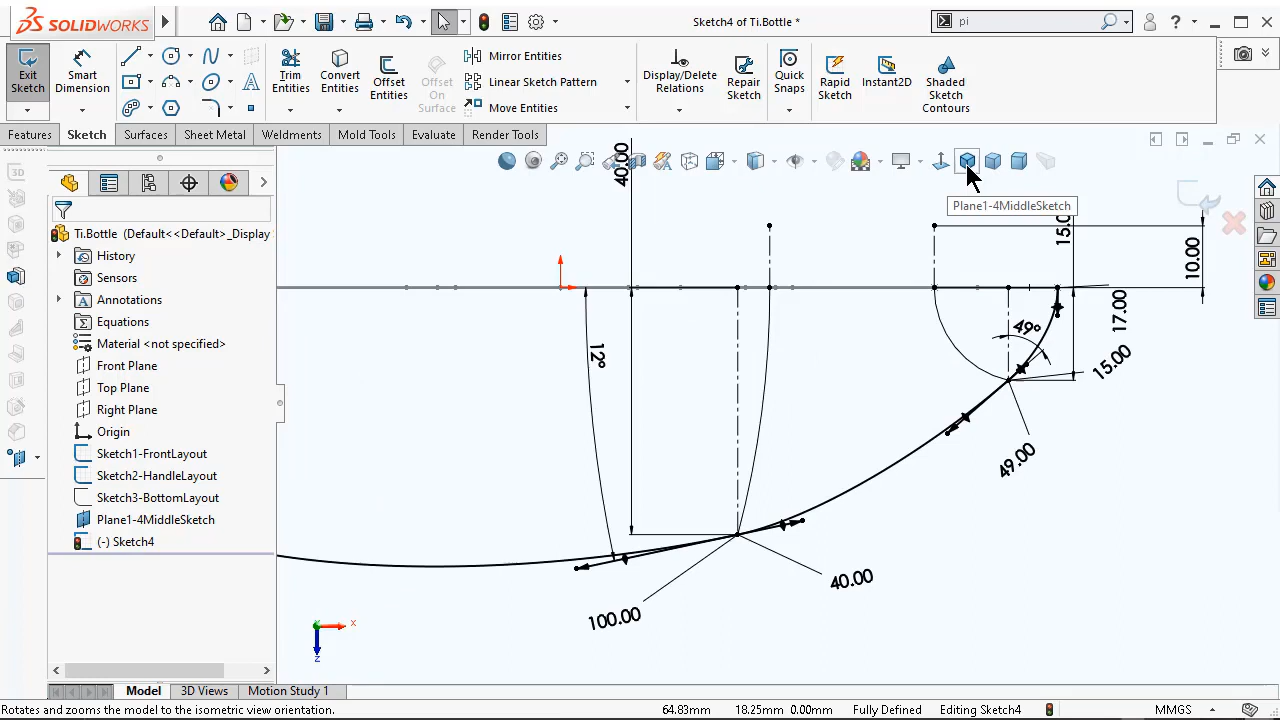 SOLIDWORKS
Sketch4 of Ti.Bottle *
pi
Exit Sketch
Smart Dimension
Trim Entities
Convert Entities
Offset Entities
Offset On Surface
Mirror Entities
Linear Sketch Pattern
Move Entities
Display/Delete Relations
Repair Sketch
Quick Snaps
Rapid Sketch
Instant2D
Shaded Sketch Contours
Features
Sketch
Surfaces
Sheet Metal
Weldments
Mold Tools
Evaluate
Render Tools
3D
Plane1-4MiddleSketch
Ti.Bottle (Default<<Default>_Display
History
Sensors
Annotations
Equations
Material <not specified>
Front Plane
Top Plane
Right Plane
Origin
Sketch1-FrontLayout
Sketch2-HandleLayout
Sketch3-BottomLayout
Plane1-4MiddleSketch
(-) Sketch4
40.00
15.0
10.00
17.00
12°
49°
15.00
49.00
40.00
100.00
x
z
Model
3D Views
Motion Study 1
Rotates and zooms the model to the isometric view orientation.
64.83mm
18.25mm
0.00mm
Fully Defined
Editing Sketch4
MMGS